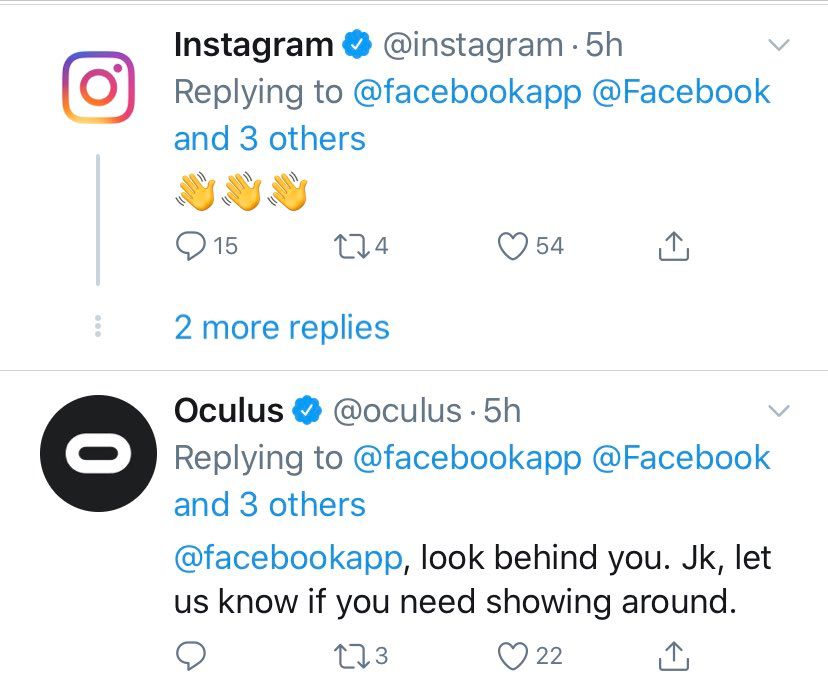 Instagram @instagram · 5h
Replying to @facebookapp @Facebook
and 3 others
👋👋👋
15 4 54
2 more replies
Oculus @oculus · 5h
Replying to @facebookapp @Facebook
and 3 others
@facebookapp, look behind you. Jk, let
us know if you need showing around.
3 22